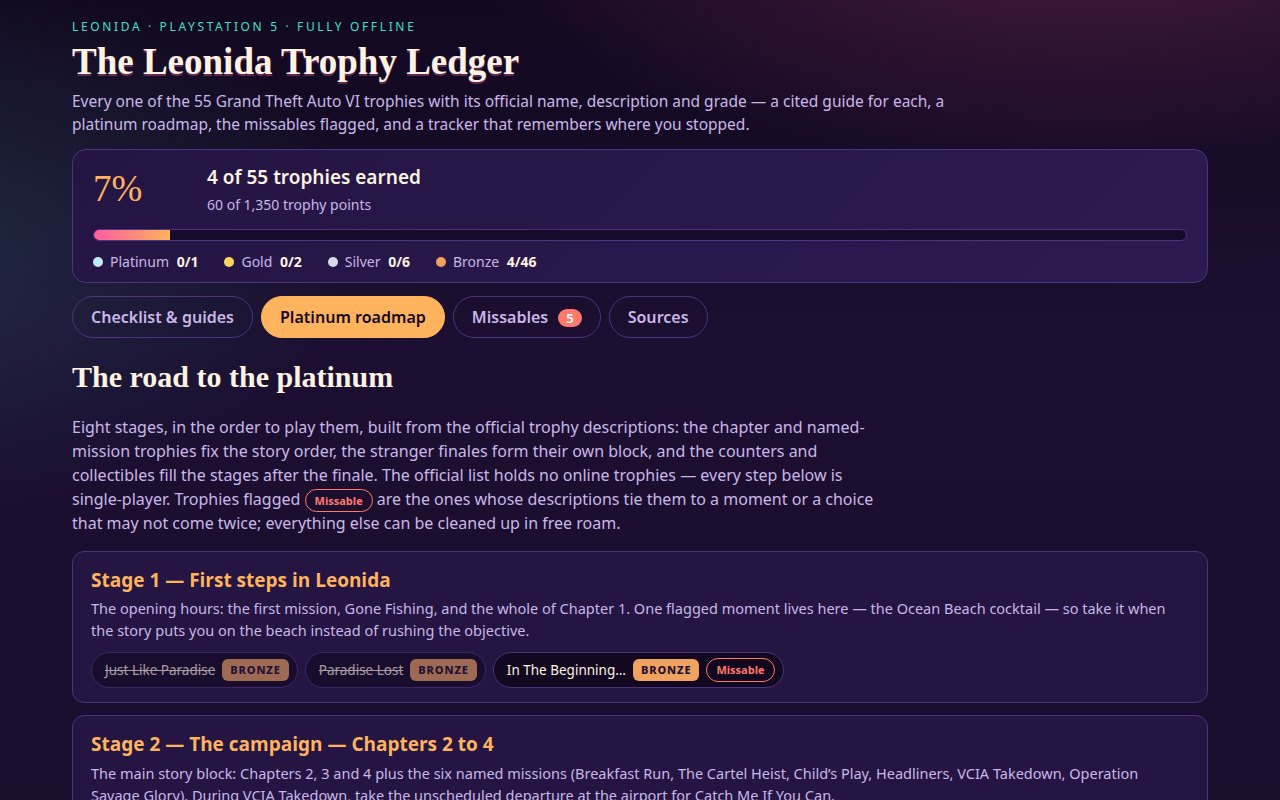 LEONIDA · PLAYSTATION 5 · FULLY OFFLINE
The Leonida Trophy Ledger
Every one of the 55 Grand Theft Auto VI trophies with its official name, description and grade — a cited guide for each, a
platinum roadmap, the missables flagged, and a tracker that remembers where you stopped.
7%
4 of 55 trophies earned
60 of 1,350 trophy points
Platinum 0/1 Gold 0/2 Silver 0/6 Bronze 4/46
Checklist & guides Platinum roadmap Missables 5 Sources
The road to the platinum
Eight stages, in the order to play them, built from the official trophy descriptions: the chapter and named-
mission trophies fix the story order, the stranger finales form their own block, and the counters and
collectibles fill the stages after the finale. The official list holds no online trophies — every step below is
single-player. Trophies flagged Missable are the ones whose descriptions tie them to a moment or a choice
that may not come twice; everything else can be cleaned up in free roam.
Stage 1 — First steps in Leonida
The opening hours: the first mission, Gone Fishing, and the whole of Chapter 1. One flagged moment lives here — the Ocean Beach cocktail — so take it when
the story puts you on the beach instead of rushing the objective.
Just Like Paradise BRONZE Paradise Lost BRONZE In The Beginning... BRONZE Missable
Stage 2 — The campaign — Chapters 2 to 4
The main story block: Chapters 2, 3 and 4 plus the six named missions (Breakfast Run, The Cartel Heist, Child's Play, Headliners, VCIA Takedown, Operation
Savage Glory). During VCIA Takedown, take the unscheduled departure at the airport for Catch Me If You Can.